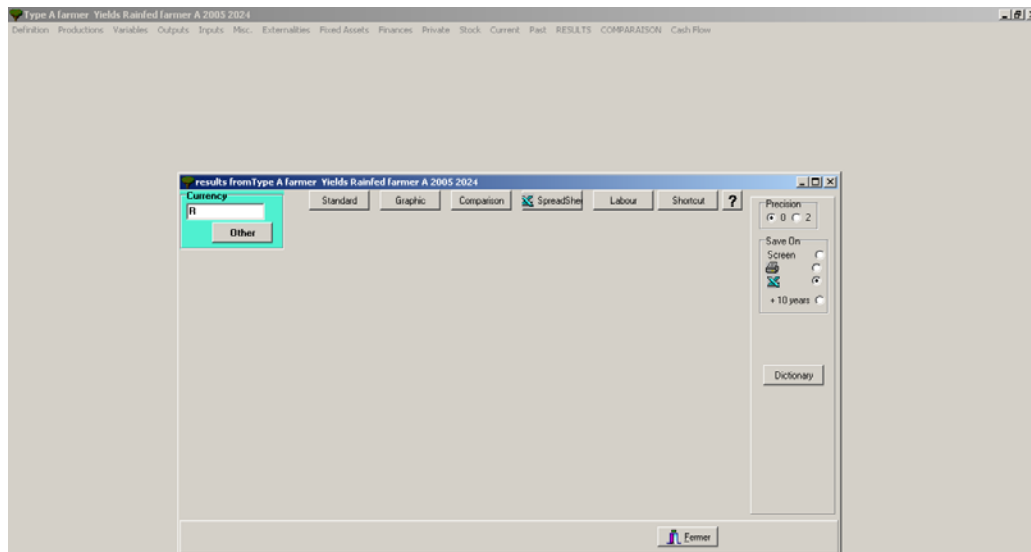 Type A farmer Yields Rainfed farmer A 2005 2024
Definition Productions Variables Outputs Inputs Misc. Externalities Fixed Assets Finances Private Stock Current Past RESULTS COMPARAISON Cash Flow
results fromType A farmer Yields Rainfed farmer A 2005 2024
Currency
R
Other
Standard Graphic Comparison SpreadShe Labour Shortcut ?
Precision
0 2
Save On
Screen
+ 10 years
Dictionary
Fermer